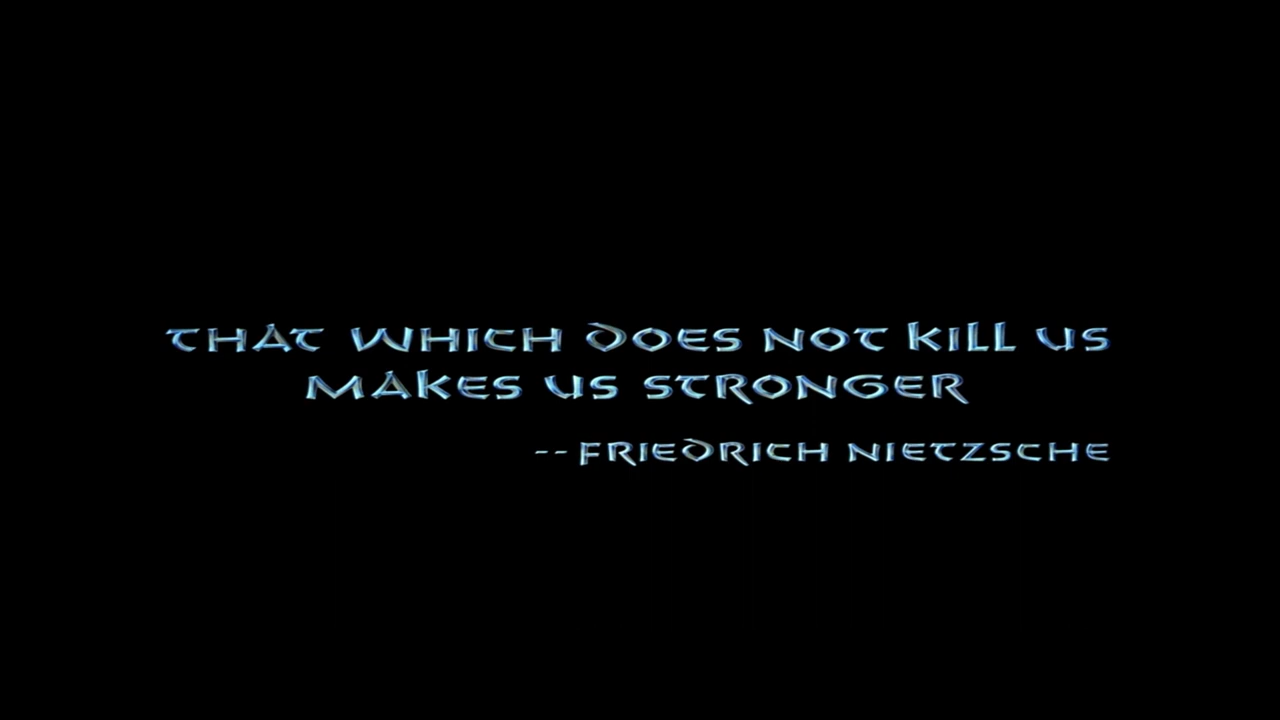 THAT WHICH DOES NOT KILL US
MAKES US STRONGER
--FRIEDRICH NIETZSCHE